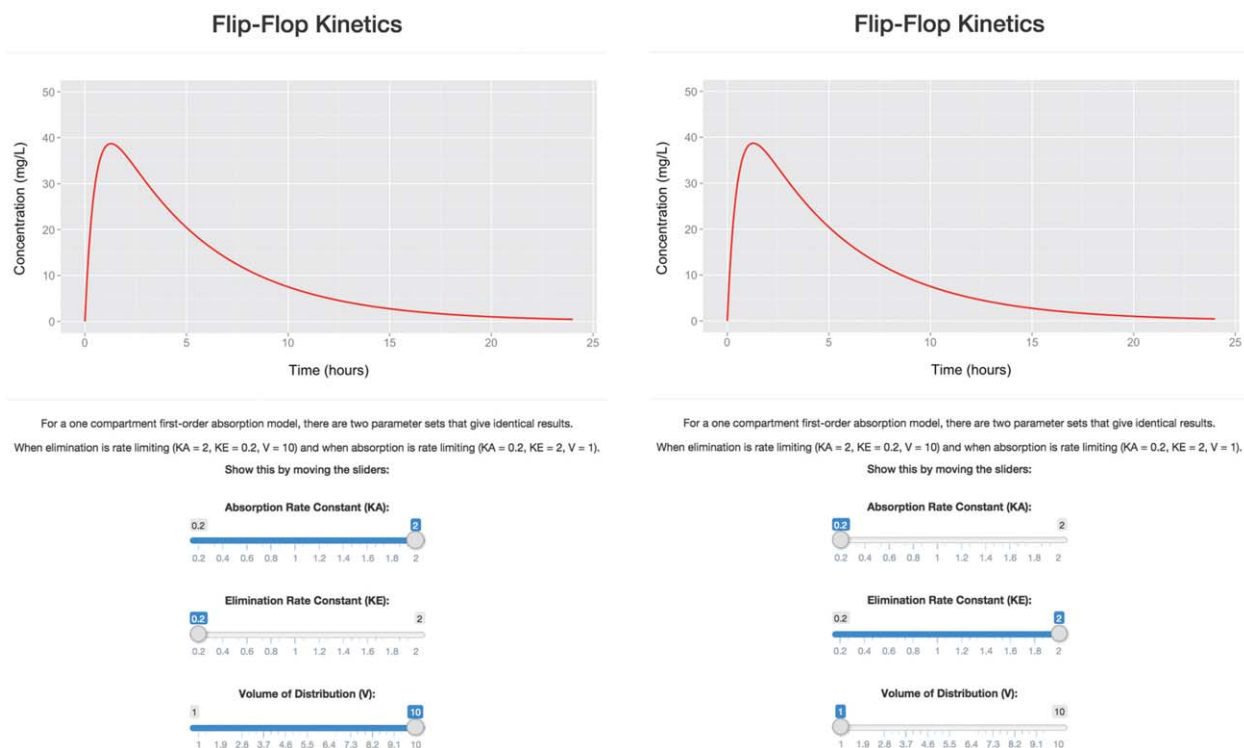 Flip-Flop Kinetics
50
40
30
20
10
0
Concentration (mg/L)
0 5 10 15 20 25
Time (hours)
For a one compartment first-order absorption model, there are two parameter sets that give identical results.
When elimination is rate limiting (KA = 2, KE = 0.2, V = 10) and when absorption is rate limiting (KA = 0.2, KE = 2, V = 1).
Show this by moving the sliders:
Absorption Rate Constant (KA):
0.2 2
0.2 0.4 0.6 0.8 1 1.2 1.4 1.6 1.8 2
Elimination Rate Constant (KE):
0.2 2
0.2 0.4 0.6 0.8 1 1.2 1.4 1.6 1.8 2
Volume of Distribution (V):
1 10
1 1.9 2.8 3.7 4.6 5.5 6.4 7.3 8.2 9.1 10
Flip-Flop Kinetics
50
40
30
20
10
0
Concentration (mg/L)
0 5 10 15 20 25
Time (hours)
For a one compartment first-order absorption model, there are two parameter sets that give identical results.
When elimination is rate limiting (KA = 2, KE = 0.2, V = 10) and when absorption is rate limiting (KA = 0.2, KE = 2, V = 1).
Show this by moving the sliders:
Absorption Rate Constant (KA):
0.2 2
0.2 0.4 0.6 0.8 1 1.2 1.4 1.6 1.8 2
Elimination Rate Constant (KE):
0.2 2
0.2 0.4 0.6 0.8 1 1.2 1.4 1.6 1.8 2
Volume of Distribution (V):
1 10
1 1.9 2.8 3.7 4.6 5.5 6.4 7.3 8.2 9.1 10